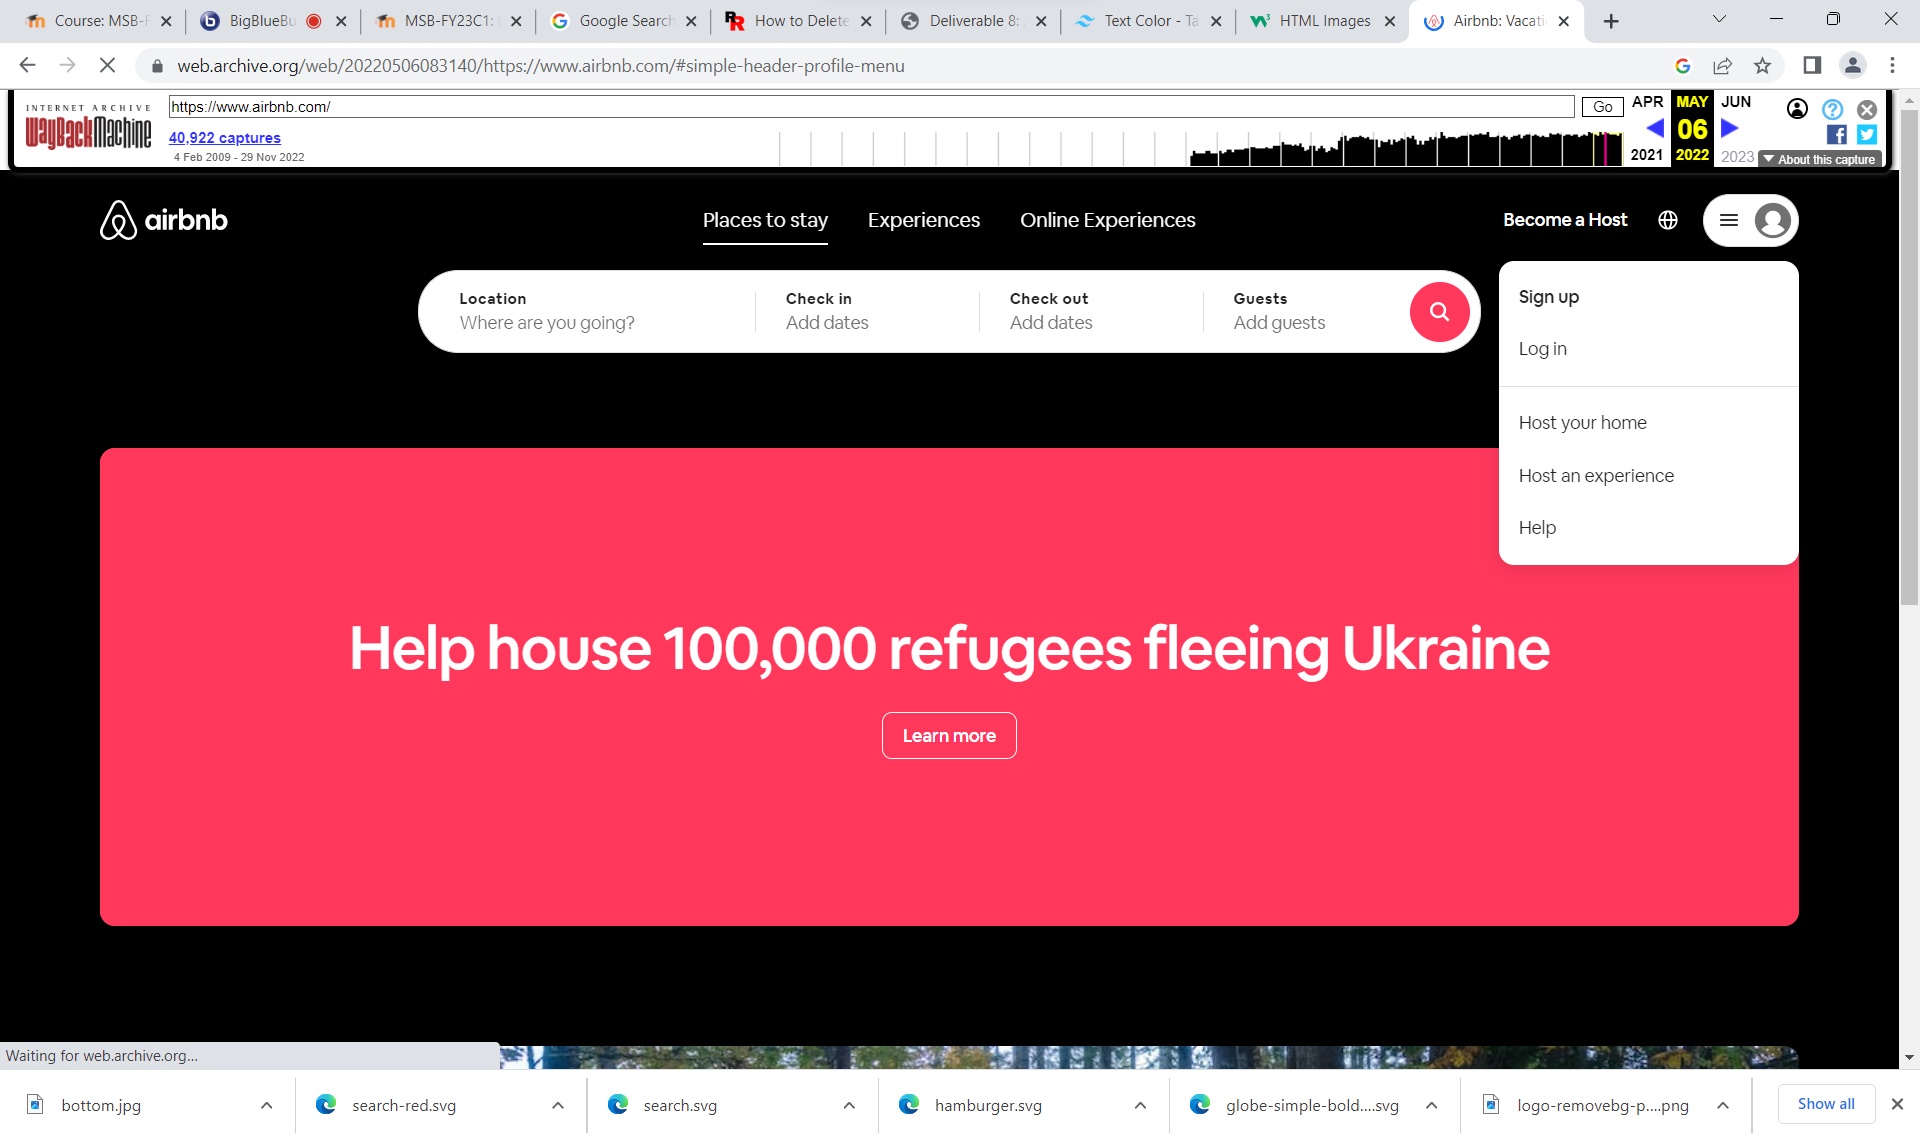 Course: MSB-F
BigBlueBu
MSB-FY23C1:
Google Search
How to Delete
Deliverable 8:
Text Color - Ta
HTML Images
Airbnb: Vacati
web.archive.org/web/20220506083140/https://www.airbnb.com/#simple-header-profile-menu
INTERNET ARCHIVE
WayBackMachine
https://www.airbnb.com/
Go
APR MAY JUN
40,922 captures
06
4 Feb 2009 - 29 Nov 2022
2021 2022 2023
About this capture
airbnb
Places to stay
Experiences
Online Experiences
Become a Host
Location
Where are you going?
Check in
Add dates
Check out
Add dates
Guests
Add guests
Sign up
Log in
Host your home
Host an experience
Help
Help house 100,000 refugees fleeing Ukraine
Learn more
Waiting for web.archive.org...
bottom.jpg
search-red.svg
search.svg
hamburger.svg
globe-simple-bold....svg
logo-removebg-p....png
Show all